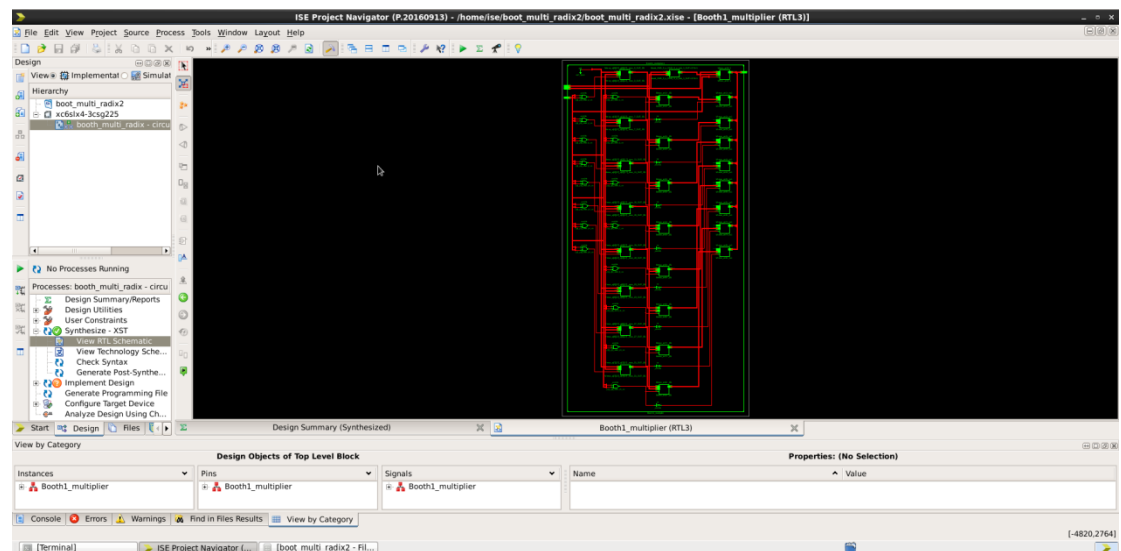 ISE Project Navigator (P.20160913) - /home/ise/boot_multi_radix2/boot_multi_radix2.xise - [Booth1_multiplier (RTL3)]
File Edit View Project Source Process Tools Window Layout Help
Design
View: Implementat Simulat
Hierarchy
boot_multi_radix2
xc6slx4-3csg225
booth_multi_radix - circu
No Processes Running
Processes: booth_multi_radix - circu
Design Summary/Reports
Design Utilities
User Constraints
Synthesize - XST
View RTL Schematic
View Technology Sche...
Check Syntax
Generate Post-Synthe...
Implement Design
Generate Programming File
Configure Target Device
Analyze Design Using Ch...
Start Design Files
Design Summary (Synthesized)
Booth1_multiplier (RTL3)
View by Category
Design Objects of Top Level Block
Properties: (No Selection)
Instances Pins Signals Name Value
Booth1_multiplier Booth1_multiplier Booth1_multiplier
Console Errors Warnings Find in Files Results View by Category
[-4820,2764]
[Terminal] ISE Project Navigator (... [boot_multi_radix2 - Fil...